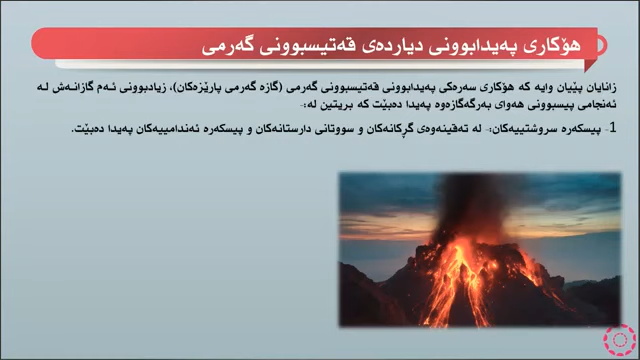 هۆکاری پەیدابوونی دیاردەی قەتیسبوونی گەرمی
زانایان پێیان وایە کە هۆکاری سەرەکی پەیدابوونی قەتیسبوونی گەرمی (گازە گەرمی پارێزەکان)، زیادبوونی ئەم گازانەش لە
ئەنجامی پیسبوونی هەوای بەرگەگازەوە پەیدا دەبێت کە بریتین لە:-
1- پیسکەرە سروشتییەکان:- لە تەقینەوەی گڕکانەکان و سووتانی دارستانەکان و پیسکەرە ئەندامییەکان پەیدا دەبێت.